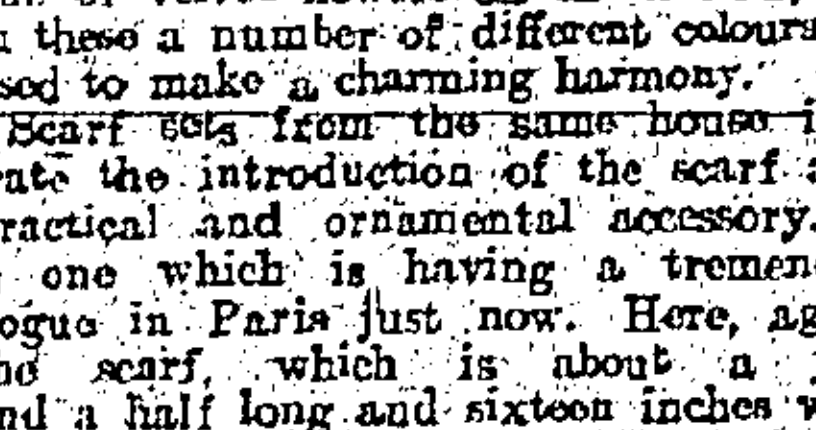 these a number of different colours
to make a charming harmony.
Scarf sets from the same house
the introduction of the scarf
and ornamental accessory.
one which is having a
in Paris just now. Here,
scarf, which is about a
a half long and sixteen inches